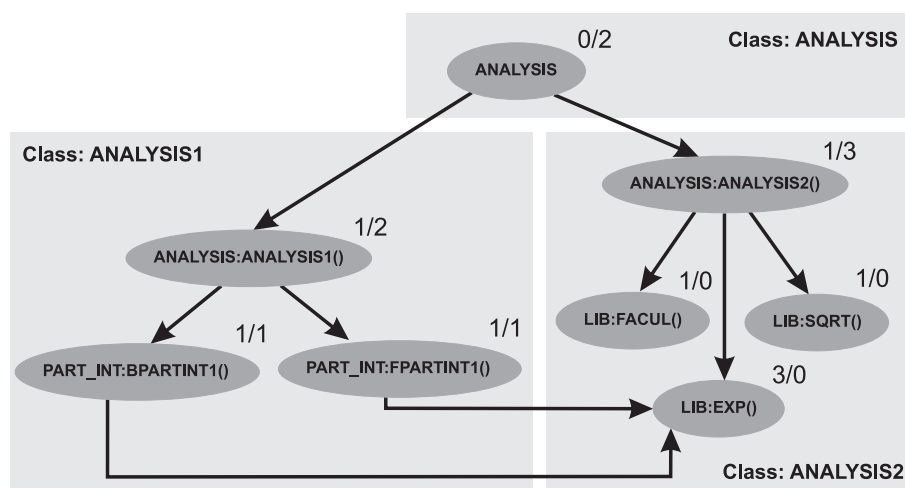 0/2
Class: ANALYSIS
ANALYSIS
Class: ANALYSIS1
1/3
ANALYSIS:ANALYSIS2()
1/2
ANALYSIS:ANALYSIS1()
1/0
1/0
LIB:FACUL()
LIB:SQRT()
1/1
1/1
PART_INT:BPARTINT1()
PART_INT:FPARTINT1()
3/0
LIB:EXP()
Class: ANALYSIS2